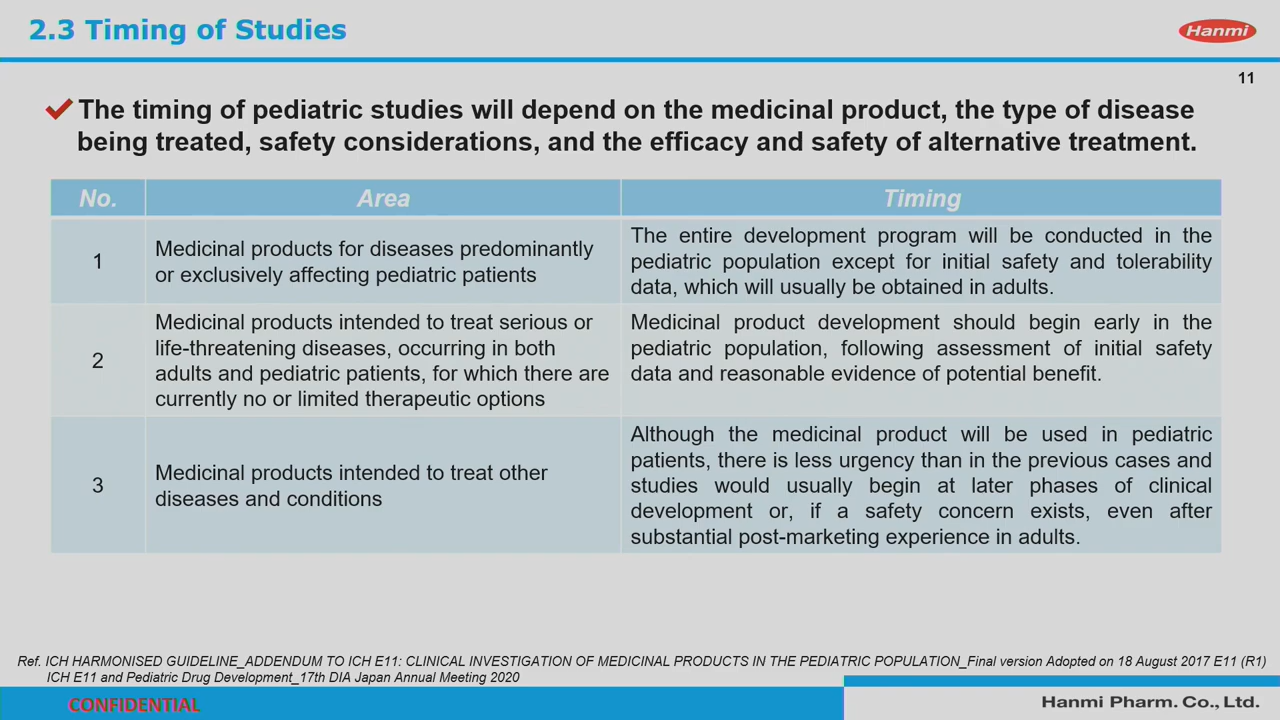 2.3 Timing of Studies
Hanmi
11
The timing of pediatric studies will depend on the medicinal product, the type of disease
being treated, safety considerations, and the efficacy and safety of alternative treatment.
No.
Area
Timing
1
Medicinal products for diseases predominantly
or exclusively affecting pediatric patients
The entire development program will be conducted in the
pediatric population except for initial safety and tolerability
data, which will usually be obtained in adults.
2
Medicinal products intended to treat serious or
life-threatening diseases, occurring in both
adults and pediatric patients, for which there are
currently no or limited therapeutic options
Medicinal product development should begin early in the
pediatric population, following assessment of initial safety
data and reasonable evidence of potential benefit.
3
Medicinal products intended to treat other
diseases and conditions
Although the medicinal product will be used in pediatric
patients, there is less urgency than in the previous cases and
studies would usually begin at later phases of clinical
development or, if a safety concern exists, even after
substantial post-marketing experience in adults.
Ref. ICH HARMONISED GUIDELINE_ADDENDUM TO ICH E11: CLINICAL INVESTIGATION OF MEDICINAL PRODUCTS IN THE PEDIATRIC POPULATION_Final version Adopted on 18 August 2017 E11 (R1)
ICH E11 and Pediatric Drug Development_17th DIA Japan Annual Meeting 2020
CONFIDENTIAL
Hanmi Pharm. Co., Ltd.